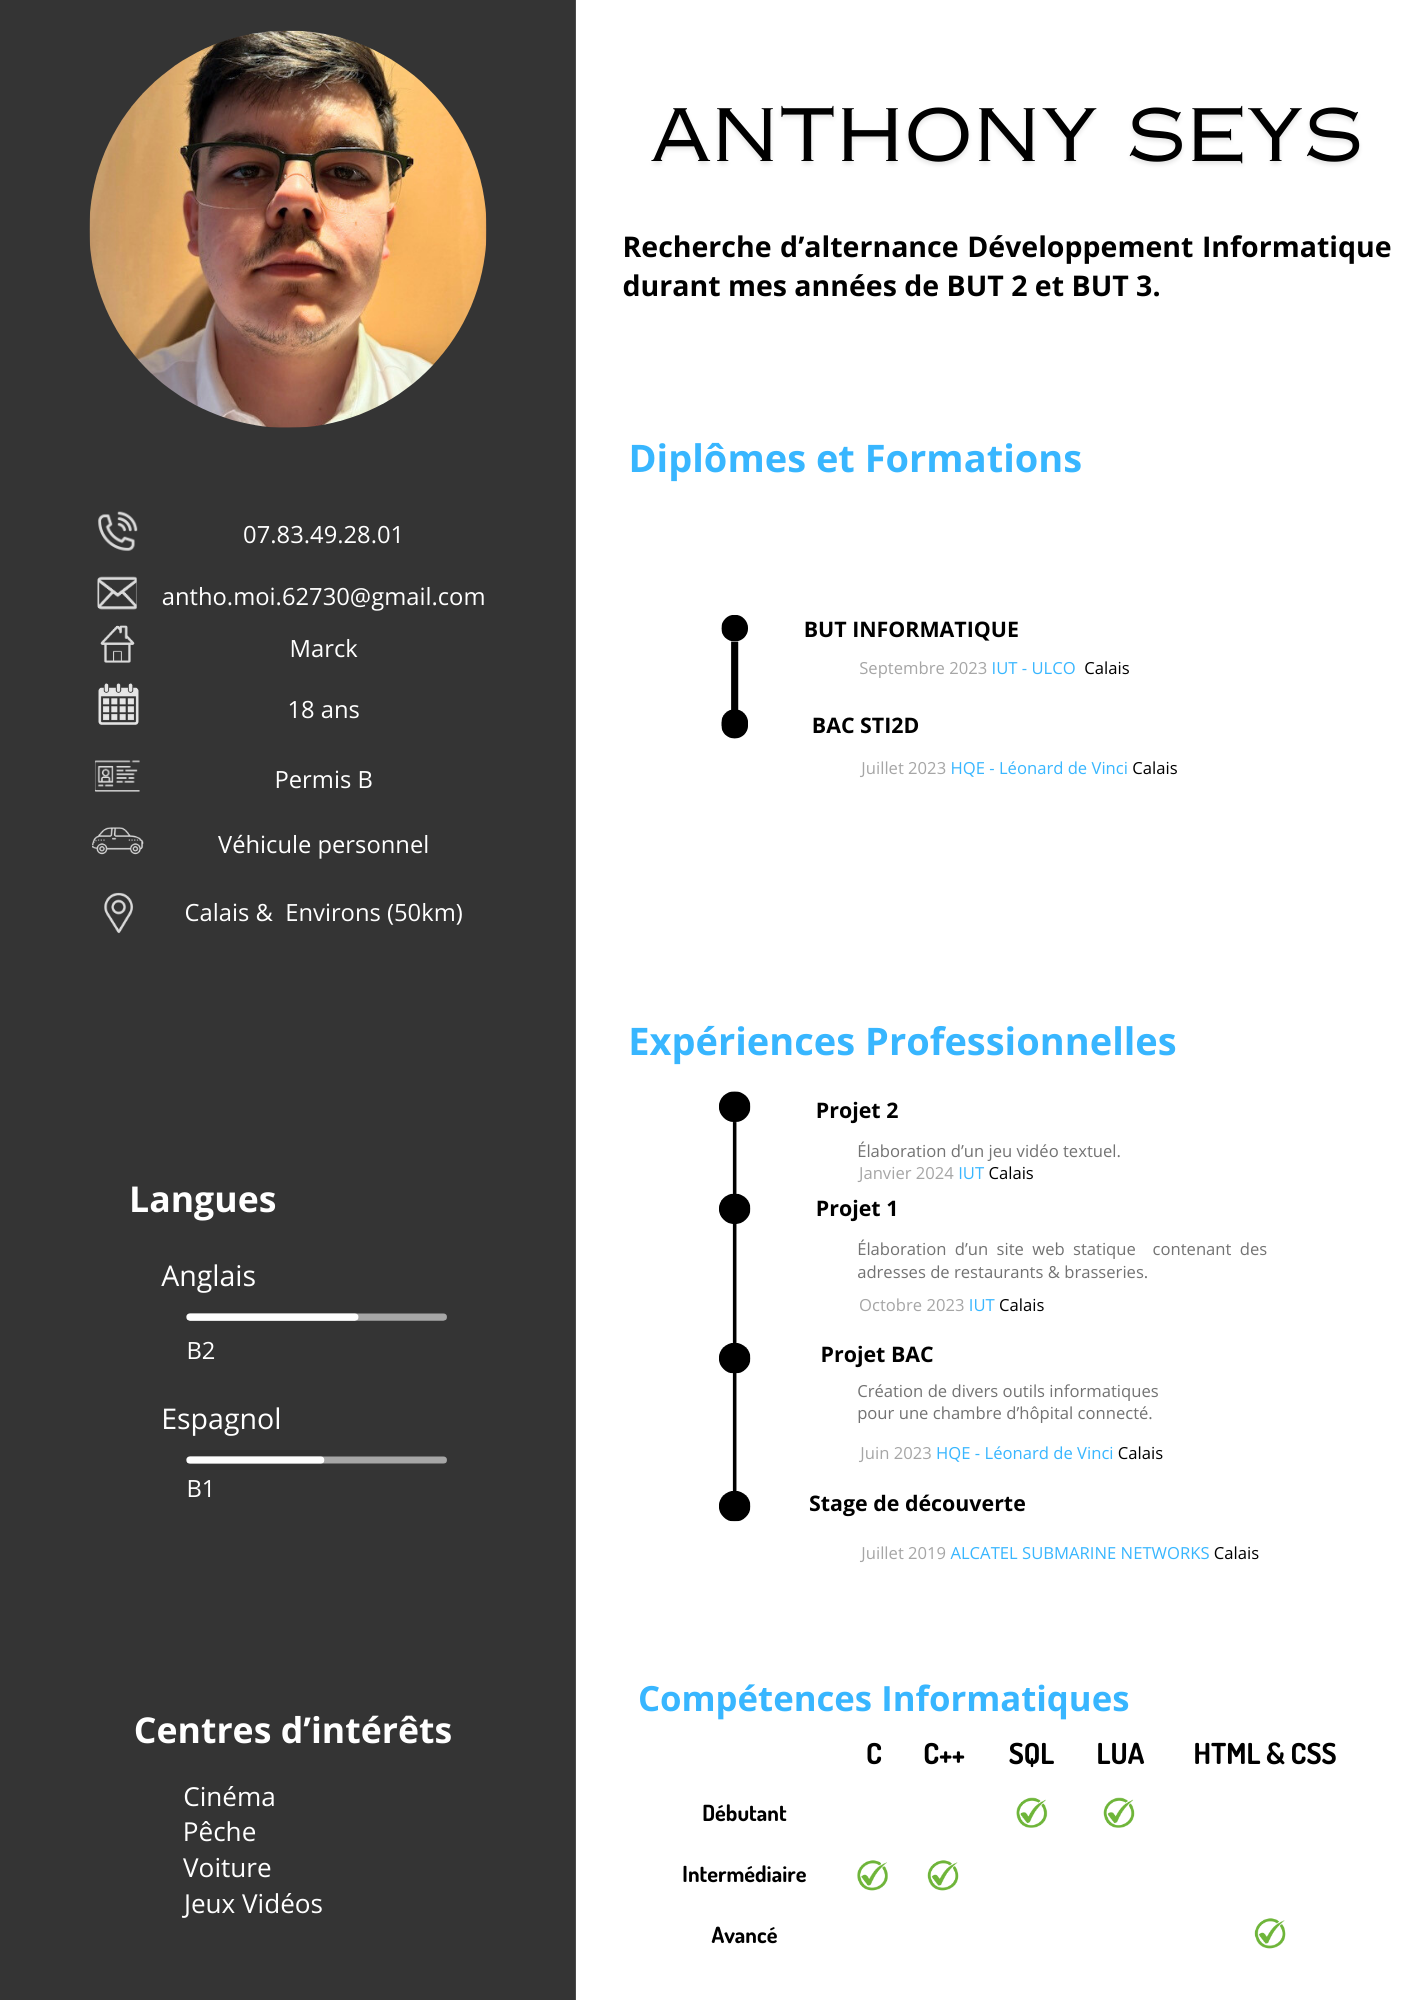 ANTHONY SEYS
Recherche d’alternance Développement Informatique
durant mes années de BUT 2 et BUT 3.
07.83.49.28.01
antho.moi.62730@gmail.com
Marck
18 ans
Permis B
Véhicule personnel
Calais &  Environs (50km)
Langues
Anglais
B2
Espagnol
B1
Centres d’intérêts
Cinéma
Pêche
Voiture
Jeux Vidéos
Diplômes et Formations
BUT INFORMATIQUE
Septembre 2023 IUT - ULCO  Calais
BAC STI2D
Juillet 2023 HQE - Léonard de Vinci Calais
Expériences Professionnelles
Projet 2
Élaboration d’un jeu vidéo textuel.
Janvier 2024 IUT Calais
Projet 1
Élaboration d’un site web statique  contenant des
adresses de restaurants & brasseries.
Octobre 2023 IUT Calais
Projet BAC
Création de divers outils informatiques
pour une chambre d’hôpital connecté.
Juin 2023 HQE - Léonard de Vinci Calais
Stage de découverte
Juillet 2019 ALCATEL SUBMARINE NETWORKS Calais
Compétences Informatiques
C C++ SQL LUA HTML & CSS
Débutant
Intermédiaire
Avancé